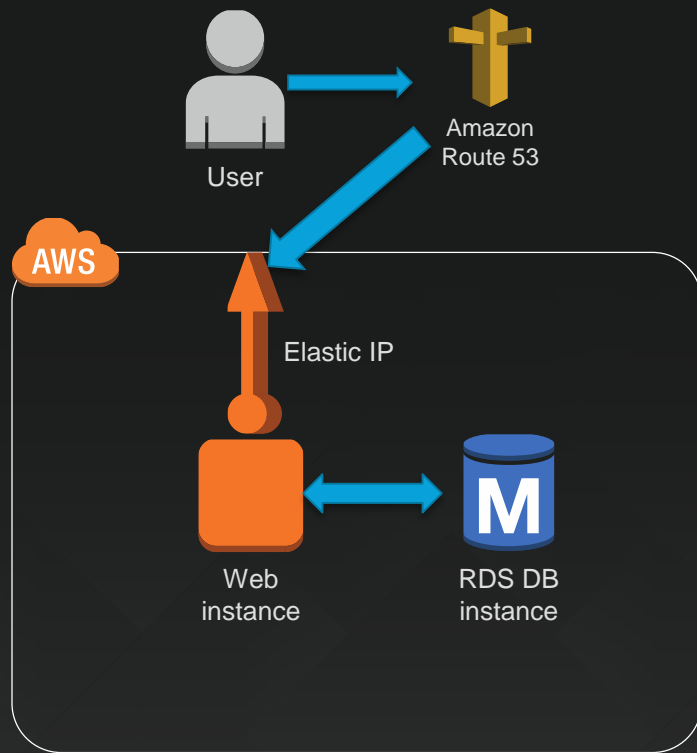 User
Amazon
Route 53
AWS
Elastic IP
M
Web
instance
RDS DB
instance